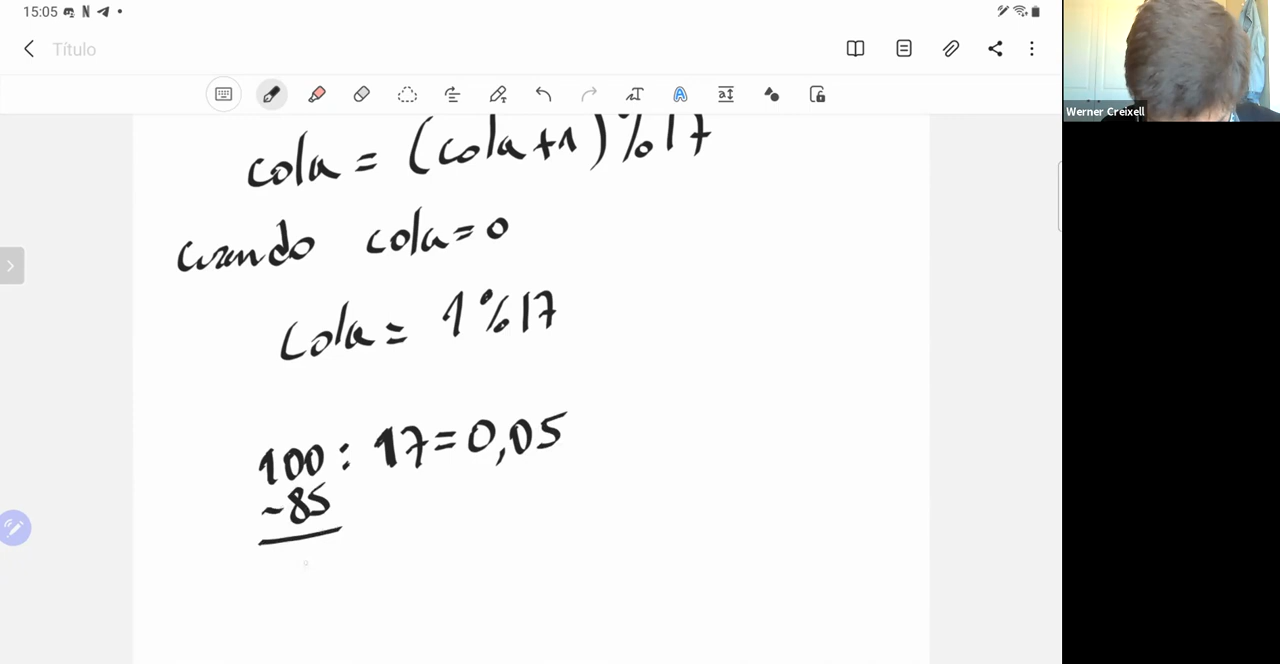 15:05
Título
Werner Creixell
cola = (cola+1)%17
cuando cola=0
cola = 1%17
100 : 17=0,05
-85